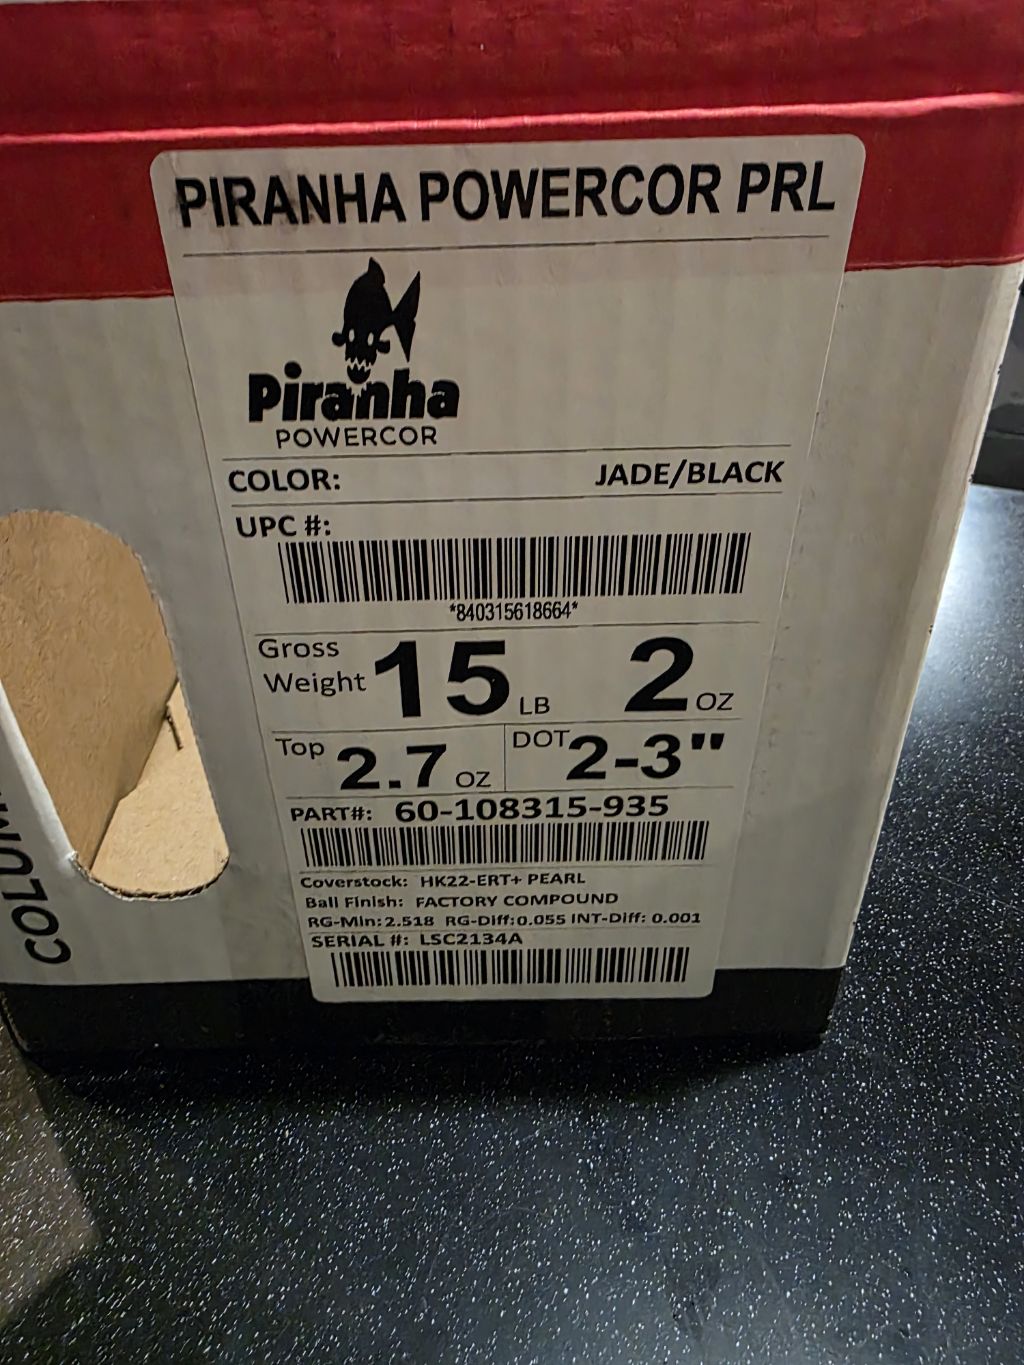 PIRANHA POWERCOR PRL
Piranha
POWERCOR
COLOR: JADE/BLACK
UPC #:
*840315618664*
Gross Weight 15 LB 2 OZ
Top 2.7 OZ DOT 2-3"
PART#: 60-108315-935
Coverstock: HK22-ERT+ PEARL
Ball Finish: FACTORY COMPOUND
RG-Min: 2.518 RG-Diff:0.055 INT-Diff: 0.001
SERIAL #: LSC2134A